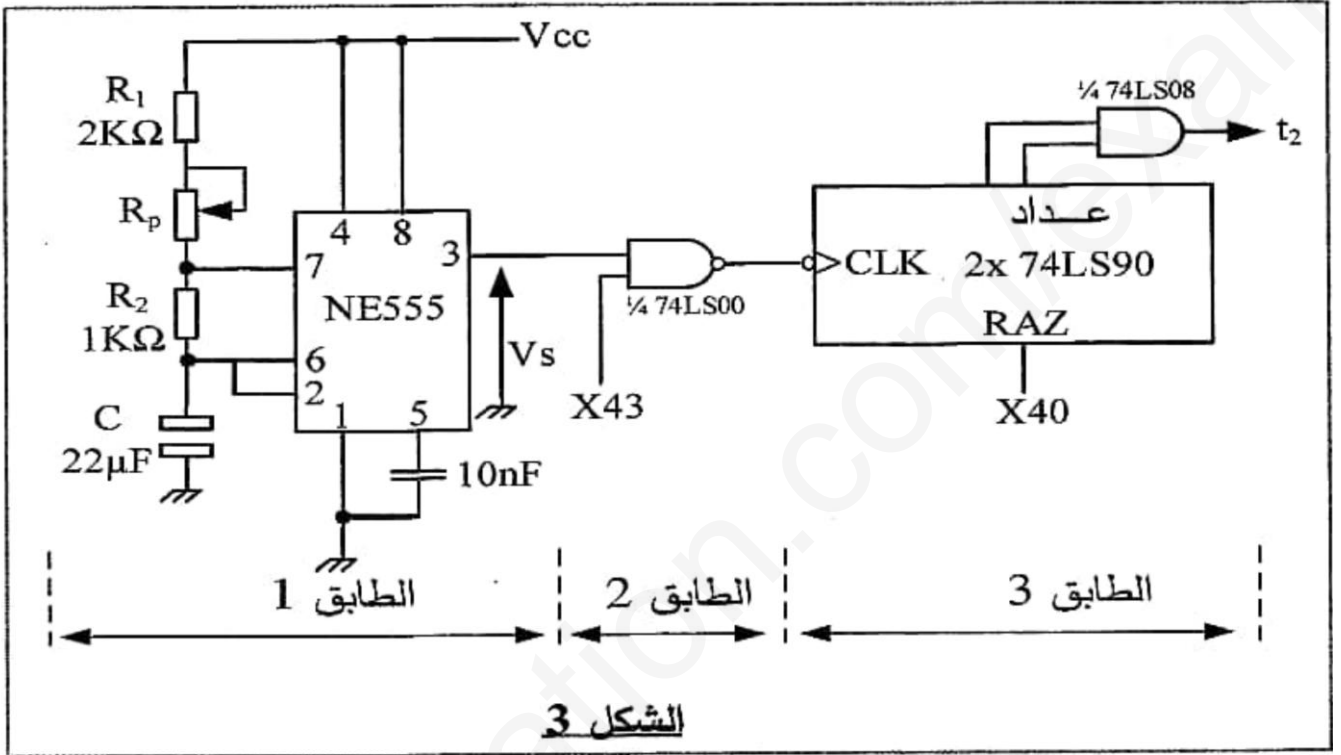 Vcc
R₁
2KΩ
Rp
R₂
1KΩ
C
22µF
4
8
7
3
NE555
6
2
1
5
10nF
Vs
¼ 74LS00
X43
¼ 74LS08
t₂
عداد
CLK 2x 74LS90
RAZ
X40
الطابق 1
الطابق 2
الطابق 3
الشكل 3